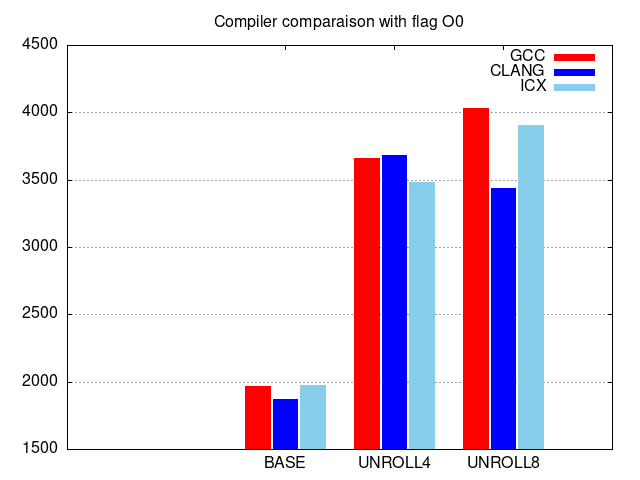 Compiler comparaison with flag O0
4500
4000
3500
3000
2500
2000
1500
GCC
CLANG
ICX
BASE UNROLL4 UNROLL8